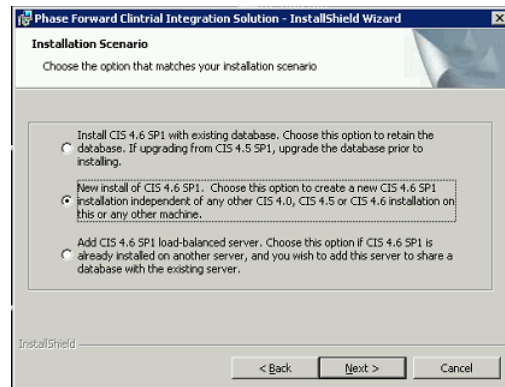 Phase Forward Clintrial Integration Solution - InstallShield Wizard
Installation Scenario
Choose the option that matches your installation scenario
Install CIS 4.6 SP1 with existing database. Choose this option to retain the
database. If upgrading from CIS 4.5 SP1, upgrade the database prior to
installing.
New install of CIS 4.6 SP1. Choose this option to create a new CIS 4.6 SP1
installation independent of any other CIS 4.0, CIS 4.5 or CIS 4.6 installation on
this or any other machine.
Add CIS 4.6 SP1 load-balanced server. Choose this option if CIS 4.6 SP1 is
already installed on another server, and you wish to add this server to share a
database with the existing server.
InstallShield
< Back Next > Cancel